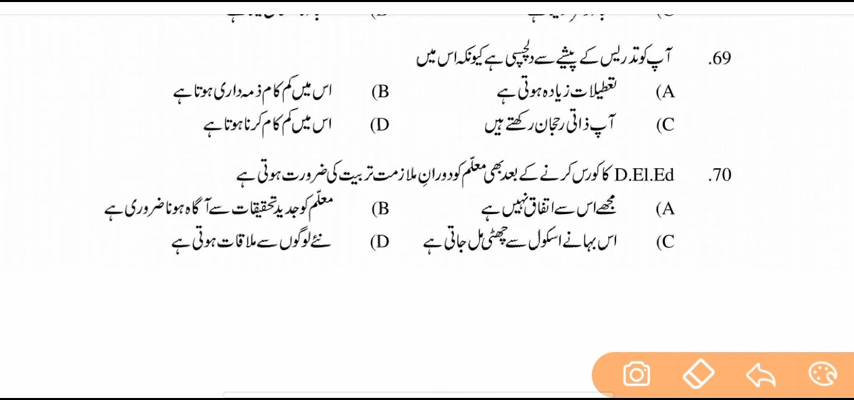 69. آپ کو تدریس کے پیشے سے دلچسپی ہے کیونکہ اس میں
A) تعطیلات زیادہ ہوتی ہے B) اس میں کم کام ذمہ داری ہوتا ہے
C) آپ ذاتی رجحان رکھتے ہیں D) اس میں کم کام کرنا ہوتا ہے
70. D.El.Ed کا کورس کرنے کے بعد بھی معلّم کو دورانِ ملازمت تربیت کی ضرورت ہوتی ہے
A) مجھے اس سے اتفاق نہیں ہے B) معلّم کو جدید تحقیقات سے آگاہ ہونا ضروری ہے
C) اس بہانے اسکول سے چھٹی مل جاتی ہے D) نئے لوگوں سے ملاقات ہوتی ہے